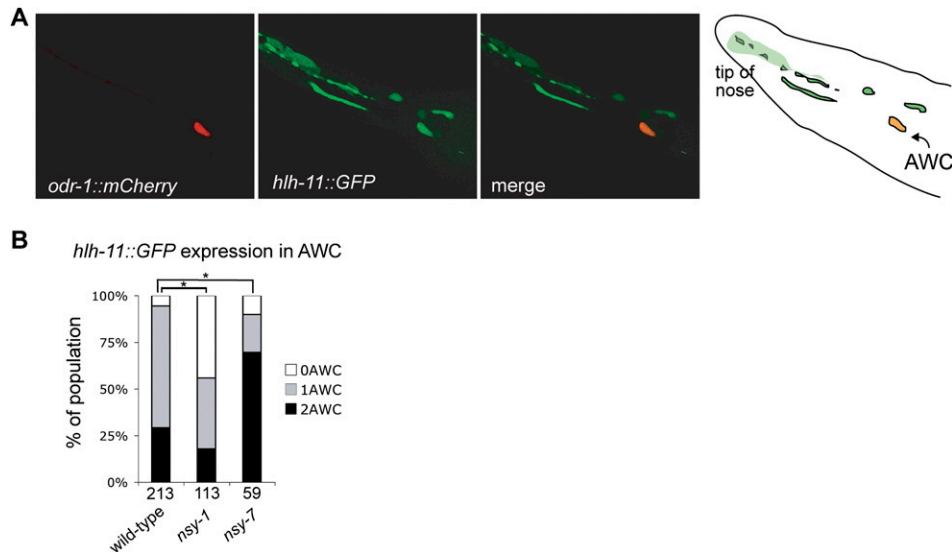 A
odr-1::mCherry
hlh-11::GFP
merge
tip of
nose
AWC
B
hlh-11::GFP expression in AWC
* 
*
% of population
100%
75%
50%
25%
0%
0AWC
1AWC
2AWC
213 113 59
wild-type nsy-1 nsy-7